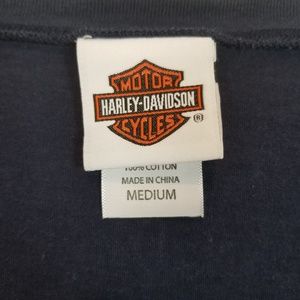 MOTOR
HARLEY-DAVIDSON
CYCLES ®
100% COTTON
MADE IN CHINA
MEDIUM